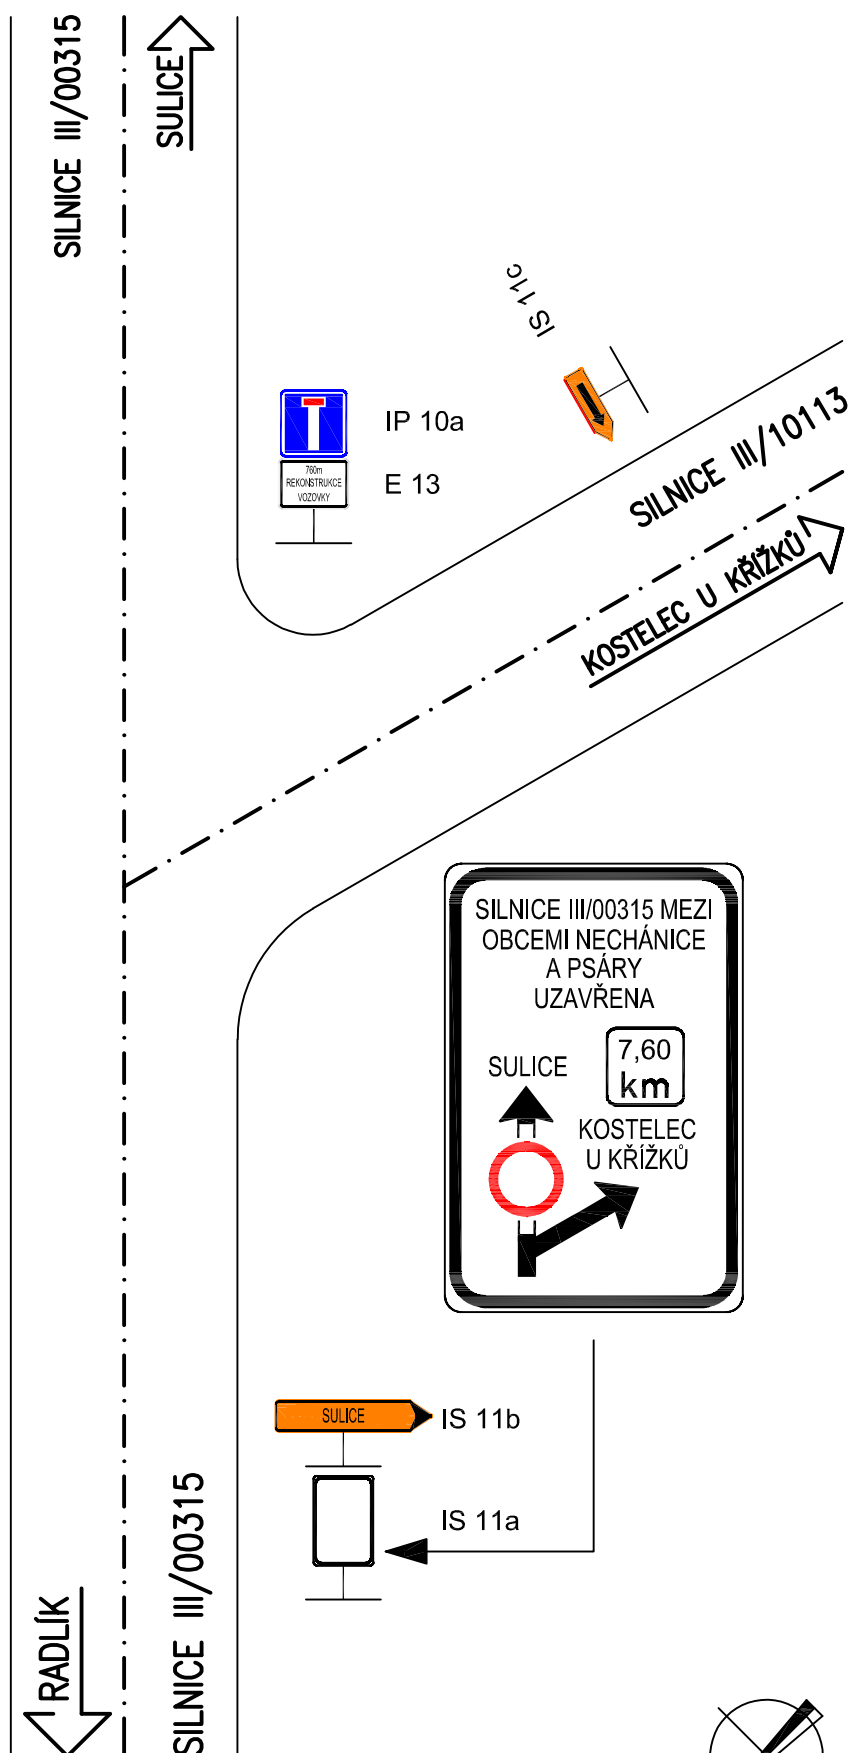 SILNICE III/00315
SULICE
IS 11c
IP 10a
760m
REKONSTRUKCE
VOZOVKY
E 13
SILNICE III/10113
KOSTELEC U KŘÍŽKŮ
SILNICE III/00315 MEZI
OBCEMI NECHÁNICE
A PSÁRY
UZAVŘENA
7,60
km
SULICE
KOSTELEC
U KŘÍŽKŮ
SULICE
IS 11b
IS 11a
SILNICE III/00315
RADLÍK